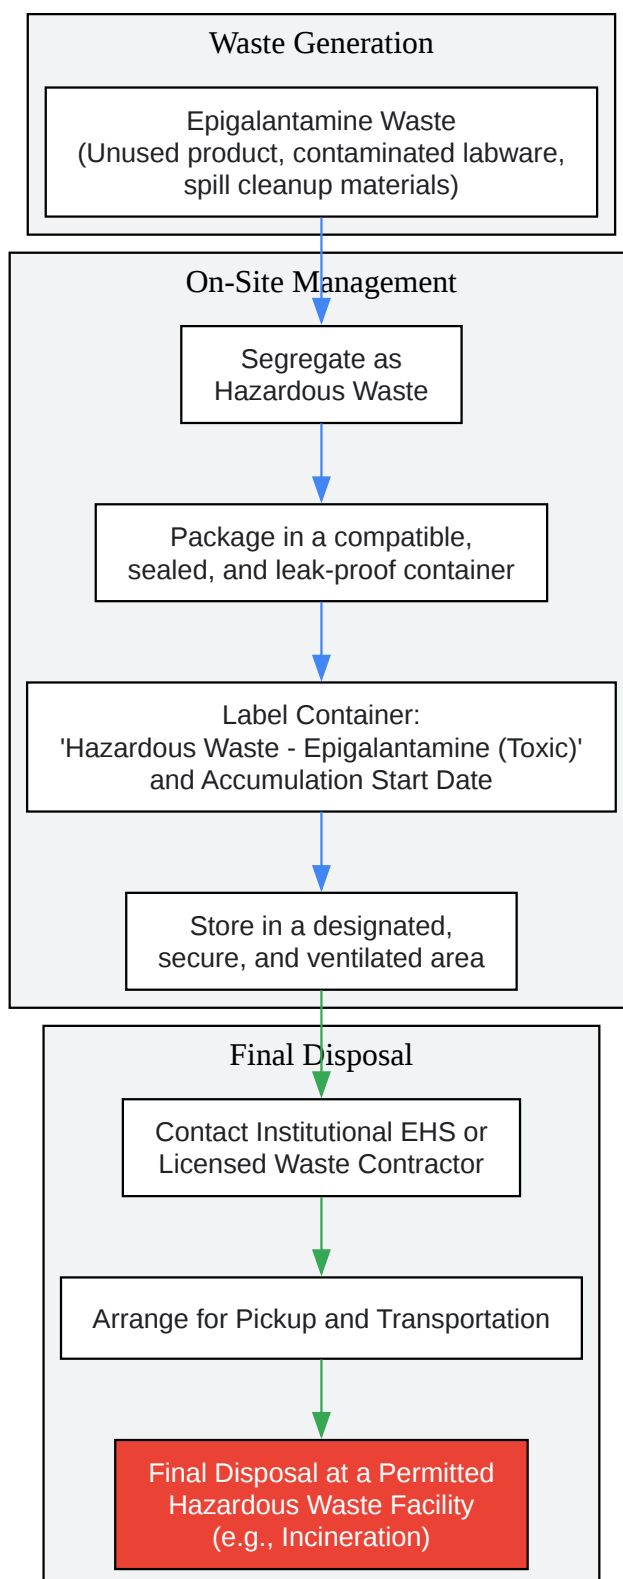 Waste Generation
Epigalantamine Waste
(Unused product, contaminated labware,
spill cleanup materials)
On-Site Management
Segregate as
Hazardous Waste
Package in a compatible,
sealed, and leak-proof container
Label Container:
'Hazardous Waste - Epigalantamine (Toxic)'
and Accumulation Start Date
Store in a designated,
secure, and ventilated area
Final Disposal
Contact Institutional EHS or
Licensed Waste Contractor
Arrange for Pickup and Transportation
Final Disposal at a Permitted
Hazardous Waste Facility
(e.g., Incineration)